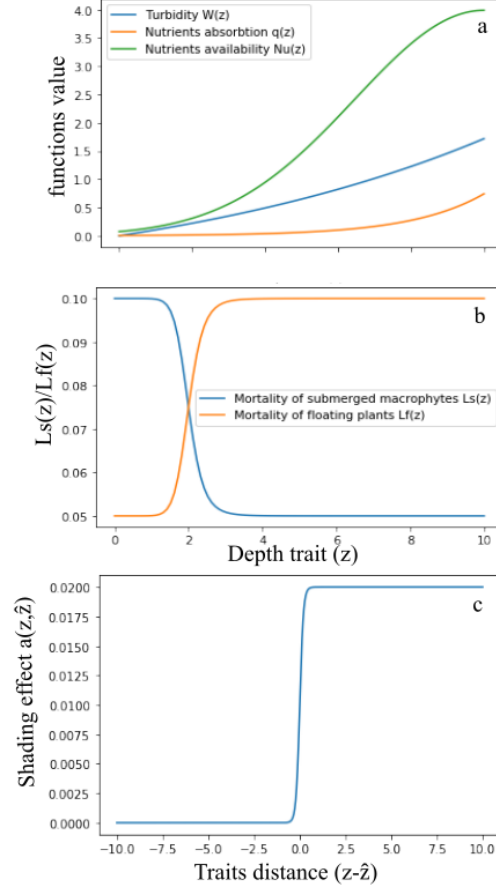 Turbidity W(z)
Nutrients absorbtion q(z)
Nutrients availability Nu(z)
a
4.0
3.5
3.0
2.5
2.0
1.5
1.0
0.5
0.0
functions value
b
0.10
0.09
0.08
0.07
0.06
0.05
Ls(z)/Lf(z)
Mortality of submerged macrophytes Ls(z)
Mortality of floating plants Lf(z)
0 2 4 6 8 10
Depth trait (z)
c
0.0200
0.0175
0.0150
0.0125
0.0100
0.0075
0.0050
0.0025
0.0000
Shading effect a(z,ẑ)
-10.0 -7.5 -5.0 -2.5 0.0 2.5 5.0 7.5 10.0
Traits distance (z-ẑ)